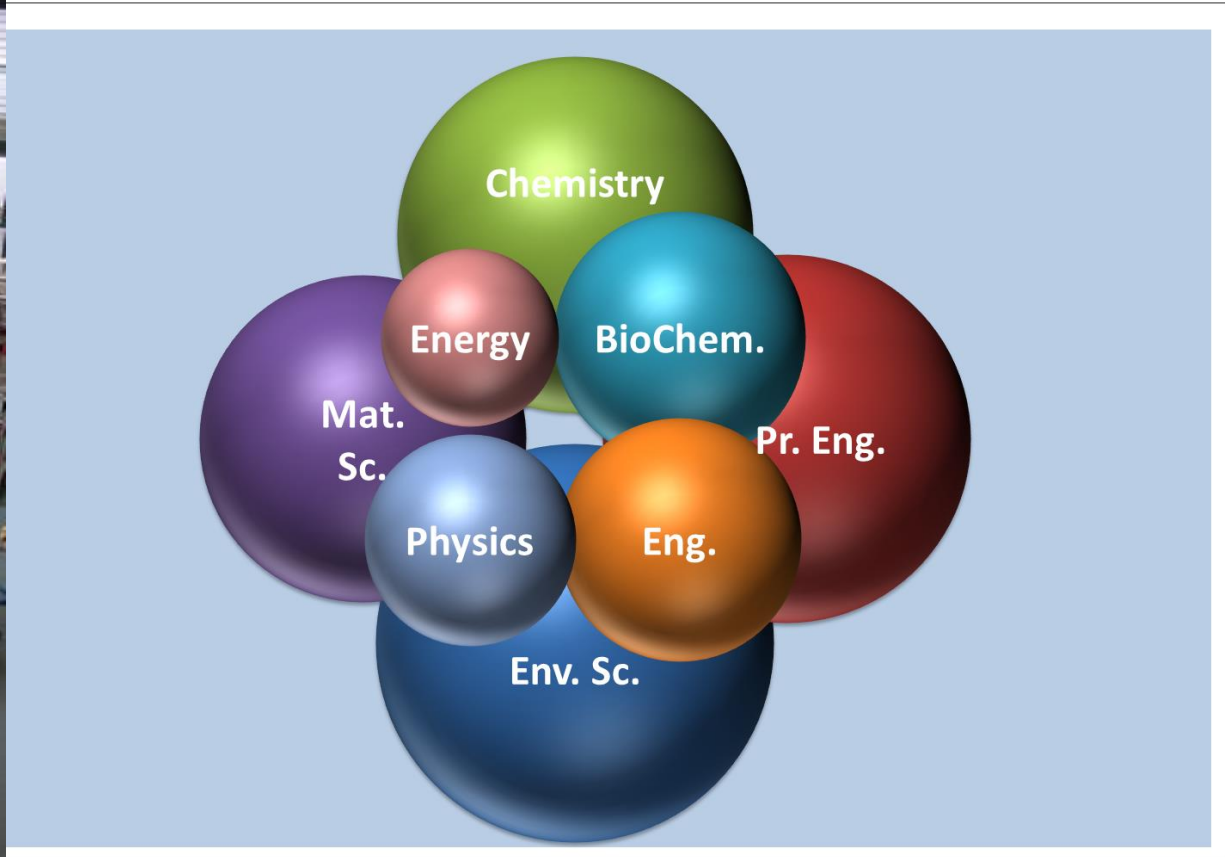 Chemistry
Energy
BioChem.
Mat.
Sc.
Pr. Eng.
Physics
Eng.
Env. Sc.